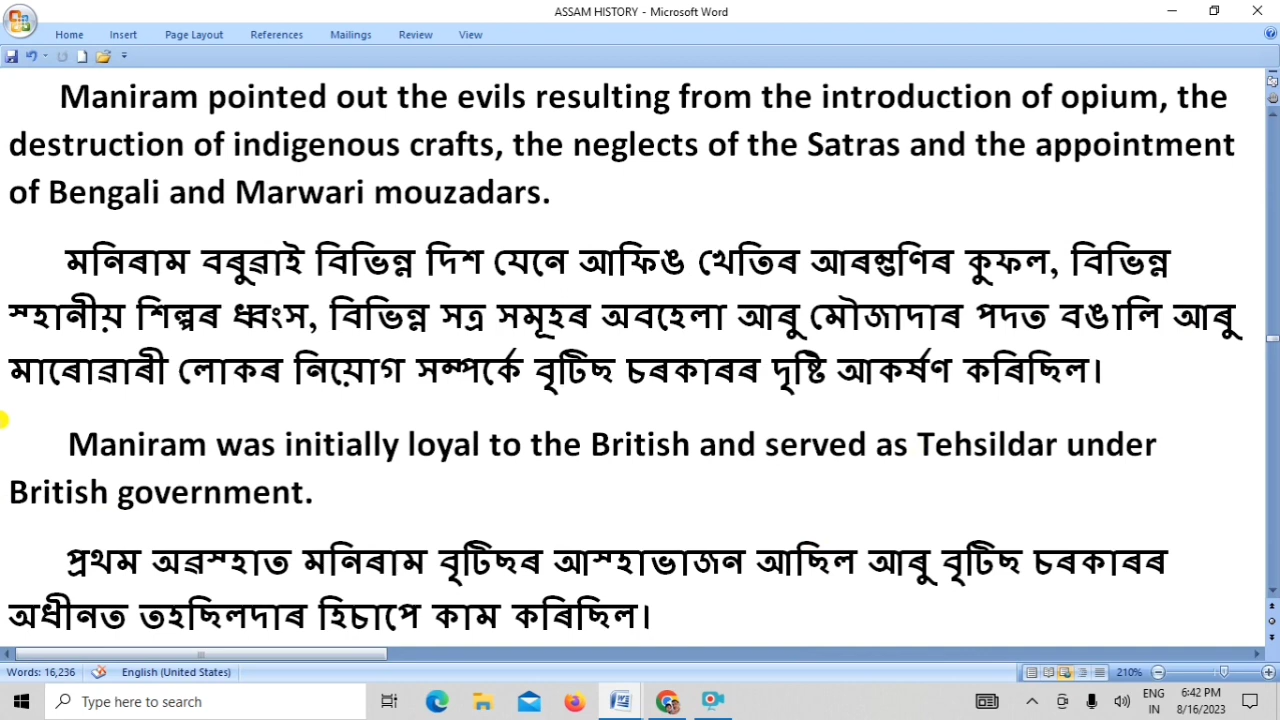 ASSAM HISTORY - Microsoft Word
Home Insert Page Layout References Mailings Review View
Maniram pointed out the evils resulting from the introduction of opium, the
destruction of indigenous crafts, the neglects of the Satras and the appointment
of Bengali and Marwari mouzadars.
মনিৰাম বৰুৱাই বিভিন্ন দিশ যেনে আফিঙ খেতিৰ আৰম্ভণিৰ কুফল, বিভিন্ন
স্হানীয় শিল্পৰ ধ্বংস, বিভিন্ন সত্ৰ সমূহৰ অবহেলা আৰু মৌজাদাৰ পদত বঙালি আৰু
মাৰোৱাৰী লোকৰ নিয়োগ সম্পৰ্কে বৃটিছ চৰকাৰৰ দৃষ্টি আকৰ্ষণ কৰিছিল।
Maniram was initially loyal to the British and served as Tehsildar under
British government.
প্ৰথম অৱস্হাত মনিৰাম বৃটিছৰ আস্হাভাজন আছিল আৰু বৃটিছ চৰকাৰৰ
অধীনত তহছিলদাৰ হিচাপে কাম কৰিছিল।
Words: 16,236 English (United States) 210%
Type here to search ENG 6:42 PM
IN 8/16/2023